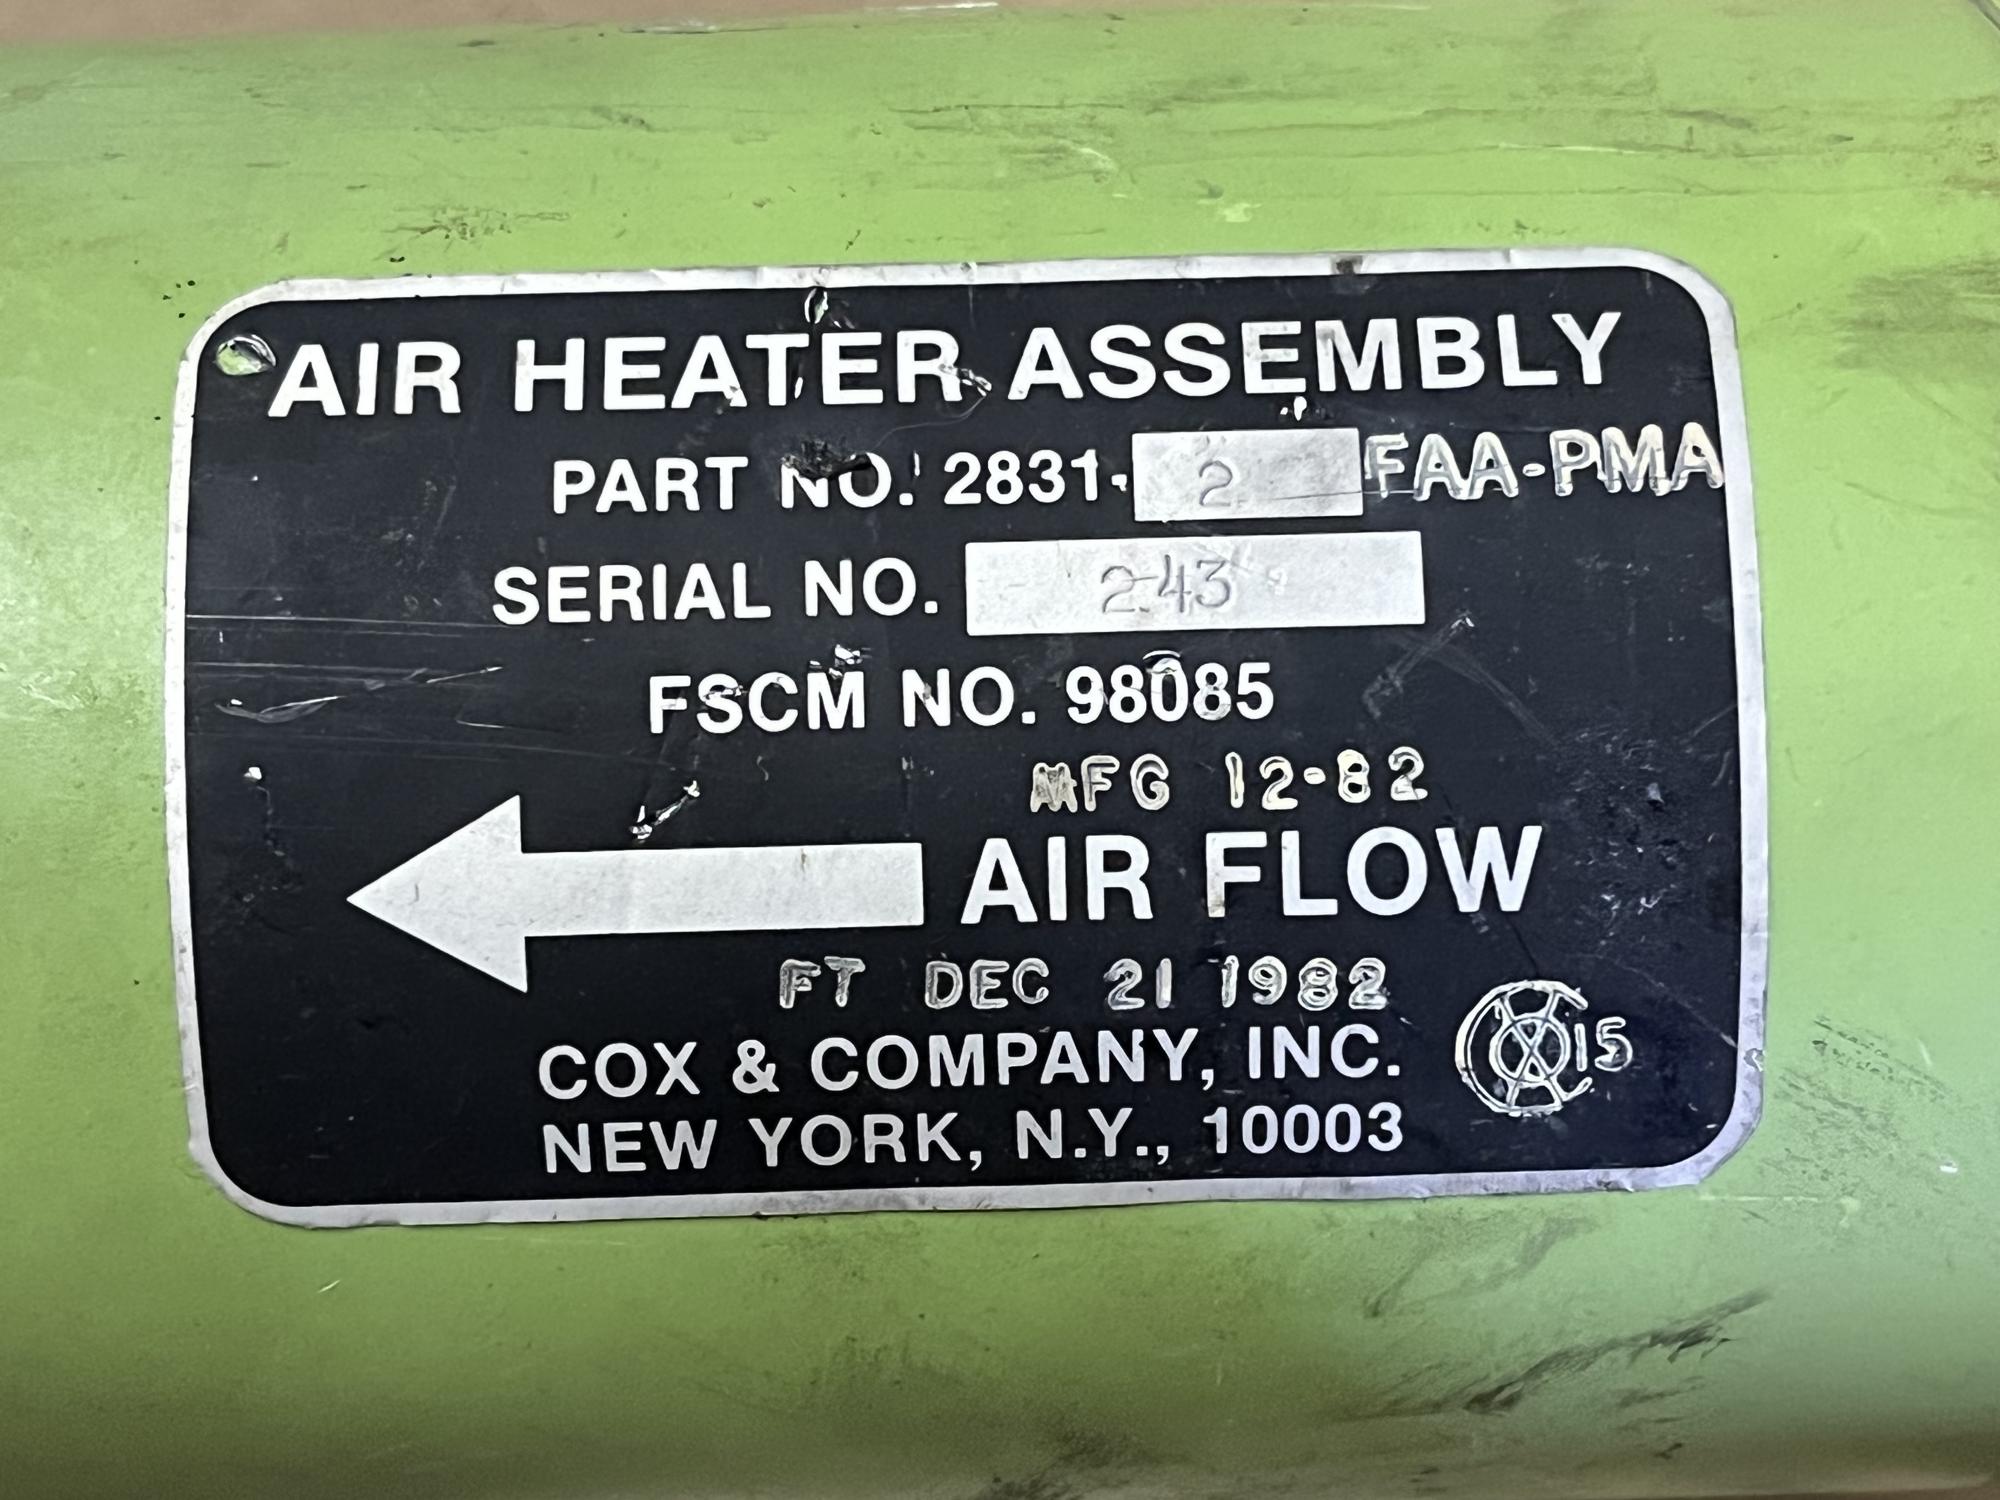 AIR HEATER ASSEMBLY
PART NO. 2831-2 FAA-PMA
SERIAL NO. 243
FSCM NO. 98085
MFG 12-82
AIR FLOW
FT DEC 21 1982
COX & COMPANY, INC. 15
NEW YORK, N.Y., 10003